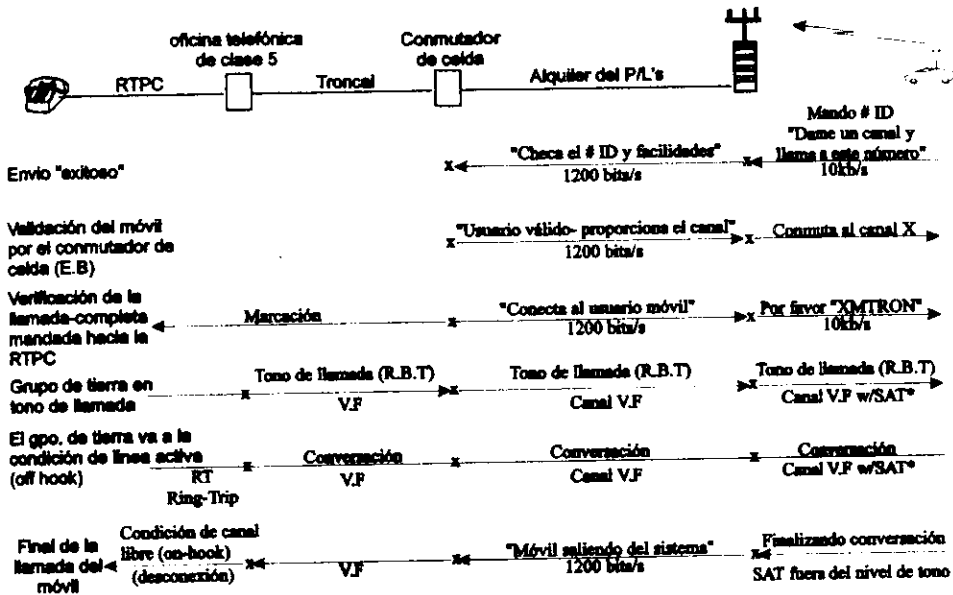 oficina telefónica
de clase 5
Conmutador
de celda
RTPC
Troncal
Alquiler del P/L's
Mando # ID
"Dame un canal y
llama a este número"
10kb/s
Envio "exitoso"
"Checa el # ID y facilidades"
1200 bits/s
Validación del móvil
por el conmutador de
celda (E.B)
"Usuario válido- proporciona el canal"
1200 bits/s
Conmuta al canal X
Verificación de la
llamada-completa
mandada hacia la
RTPC
Marcación
"Conecta al usuario móvil"
1200 bits/s
Por favor "XMTRON"
10kb/s
Grupo de tierra en
tono de llamada
Tono de llamada (R.B.T)
V.F
Tono de llamada (R.B.T)
Canal V.F
Tono de llamada (R.B.T)
Canal V.F w/SAT*
El gpo. de tierra va a la
condición de línea activa
(off hook)
RT
Ring-Trip
Conversación
V.F
Conversación
Canal V.F
Conversación
Canal V.F w/SAT*
Final de la
llamada del
móvil
Condición de canal
libre (on-hook)
(desconexión)
V.F
"Móvil saliendo del sistema"
1200 bits/s
Finalizando conversación
SAT fuera del nivel de tono